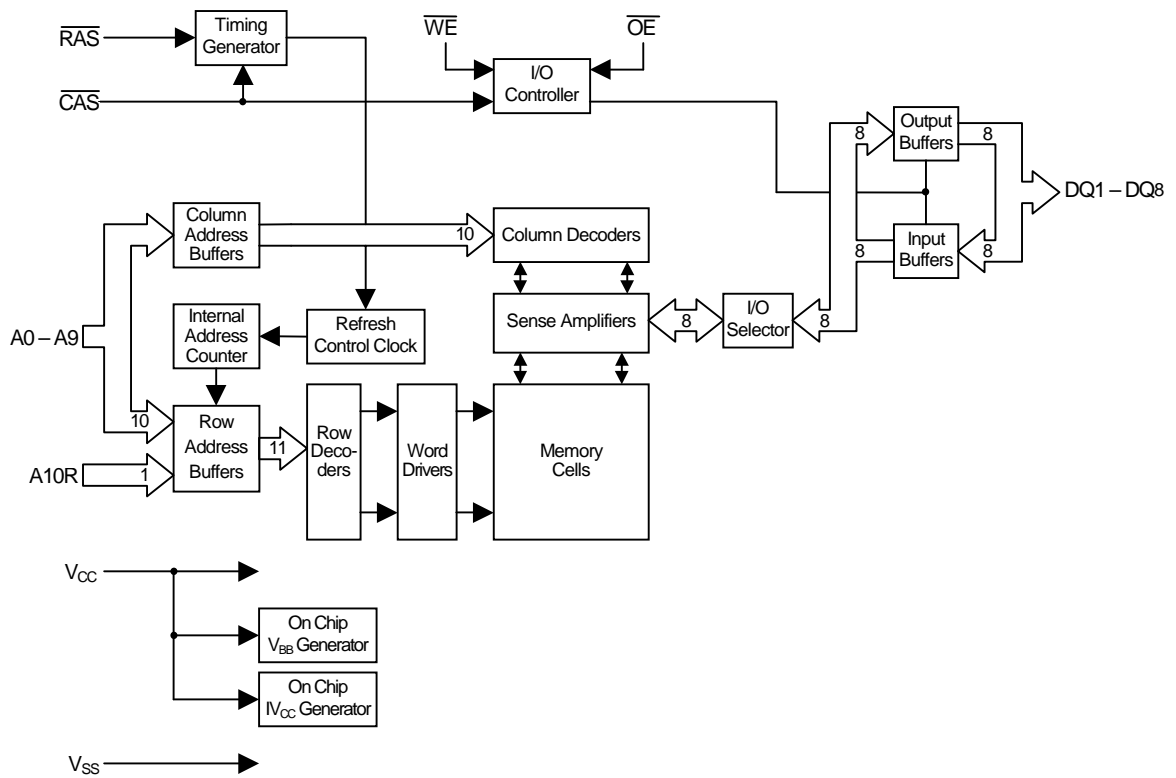 RAS
Timing
Generator
WE
OE
CAS
I/O
Controller
Output
Buffers
8
8
DQ1 – DQ8
Column
Address
Buffers
10
Column Decoders
Input
Buffers
8
8
A0 – A9
Internal
Address
Counter
Refresh
Control Clock
Sense Amplifiers
8
I/O
Selector
8
10
Row
Address
Buffers
11
Row
Deco-
ders
Word
Drivers
Memory
Cells
A10R
1
VCC
On Chip
VBB Generator
On Chip
IVCC Generator
VSS